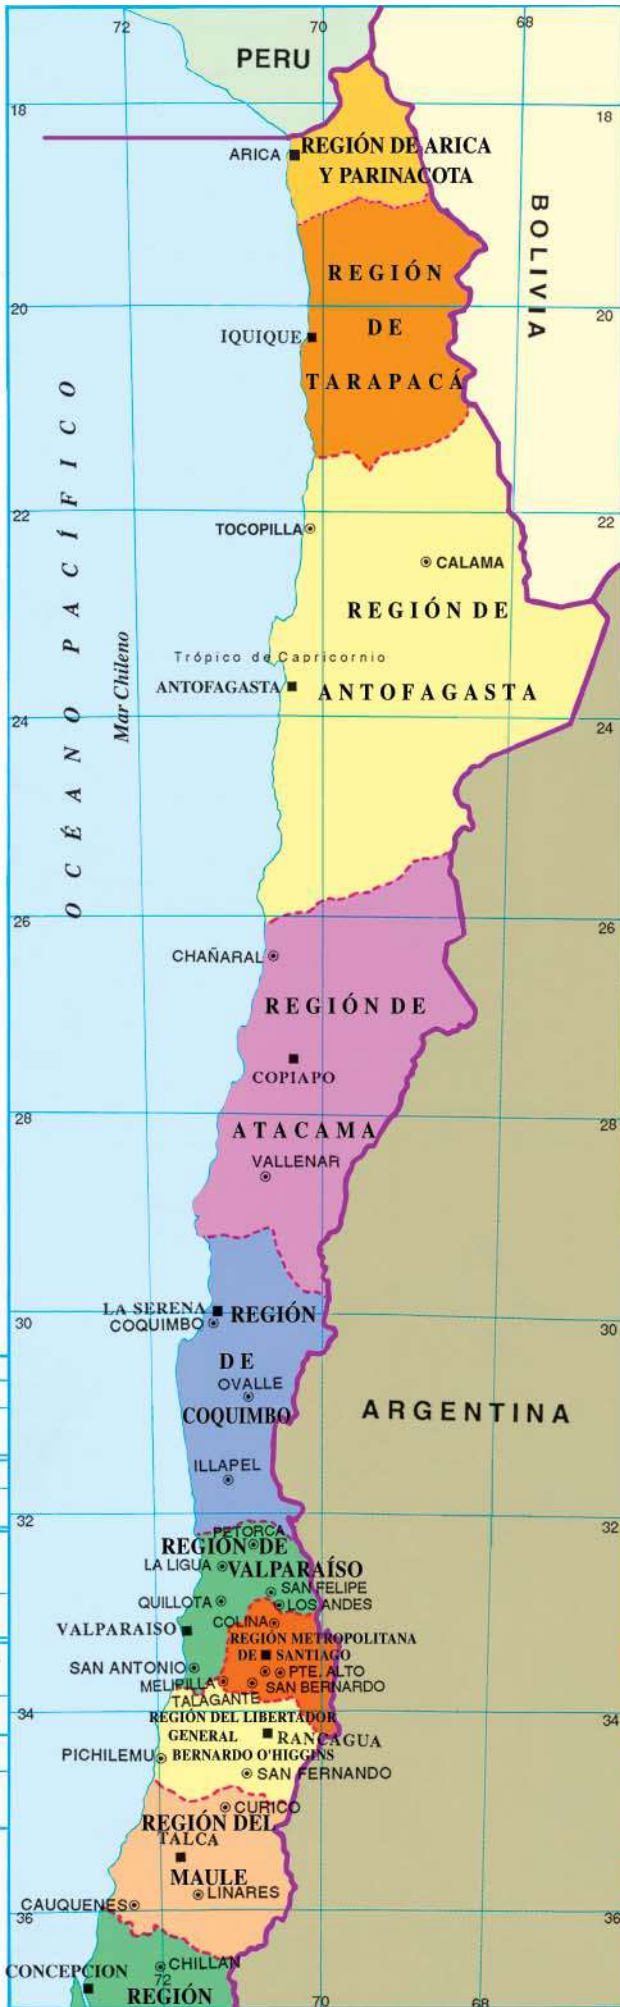 72
70
68
PERU
18
18
ARICA
REGIÓN DE ARICA
Y PARINACOTA
BOLIVIA
REGIÓN
20
20
DE
IQUIQUE
TARAPACÁ
OCÉANO PACÍFICO
22
22
TOCOPILLA
CALAMA
REGIÓN DE
Mar Chileno
Trópico de Capricornio
ANTOFAGASTA
ANTOFAGASTA
24
24
26
26
CHAÑARAL
REGIÓN DE
COPIAPO
28
28
ATACAMA
VALLENAR
LA SERENA
REGIÓN
COQUIMBO
30
30
DE
OVALLE
COQUIMBO
ARGENTINA
ILLAPEL
32
32
PETORCA
REGIÓN DE
LA LIGUA
VALPARAÍSO
SAN FELIPE
QUILLOTA
LOS ANDES
COLINA
VALPARAISO
REGIÓN METROPOLITANA
DE SANTIAGO
SAN ANTONIO
PTE. ALTO
MELIPILLA
SAN BERNARDO
TALAGANTE
34
34
REGIÓN DEL LIBERTADOR
GENERAL
RANCAGUA
PICHILEMU
BERNARDO O'HIGGINS
SAN FERNANDO
CURICO
REGIÓN DEL
TALCA
MAULE
LINARES
CAUQUENES
36
36
CHILLAN
CONCEPCION
72
REGIÓN
70
68